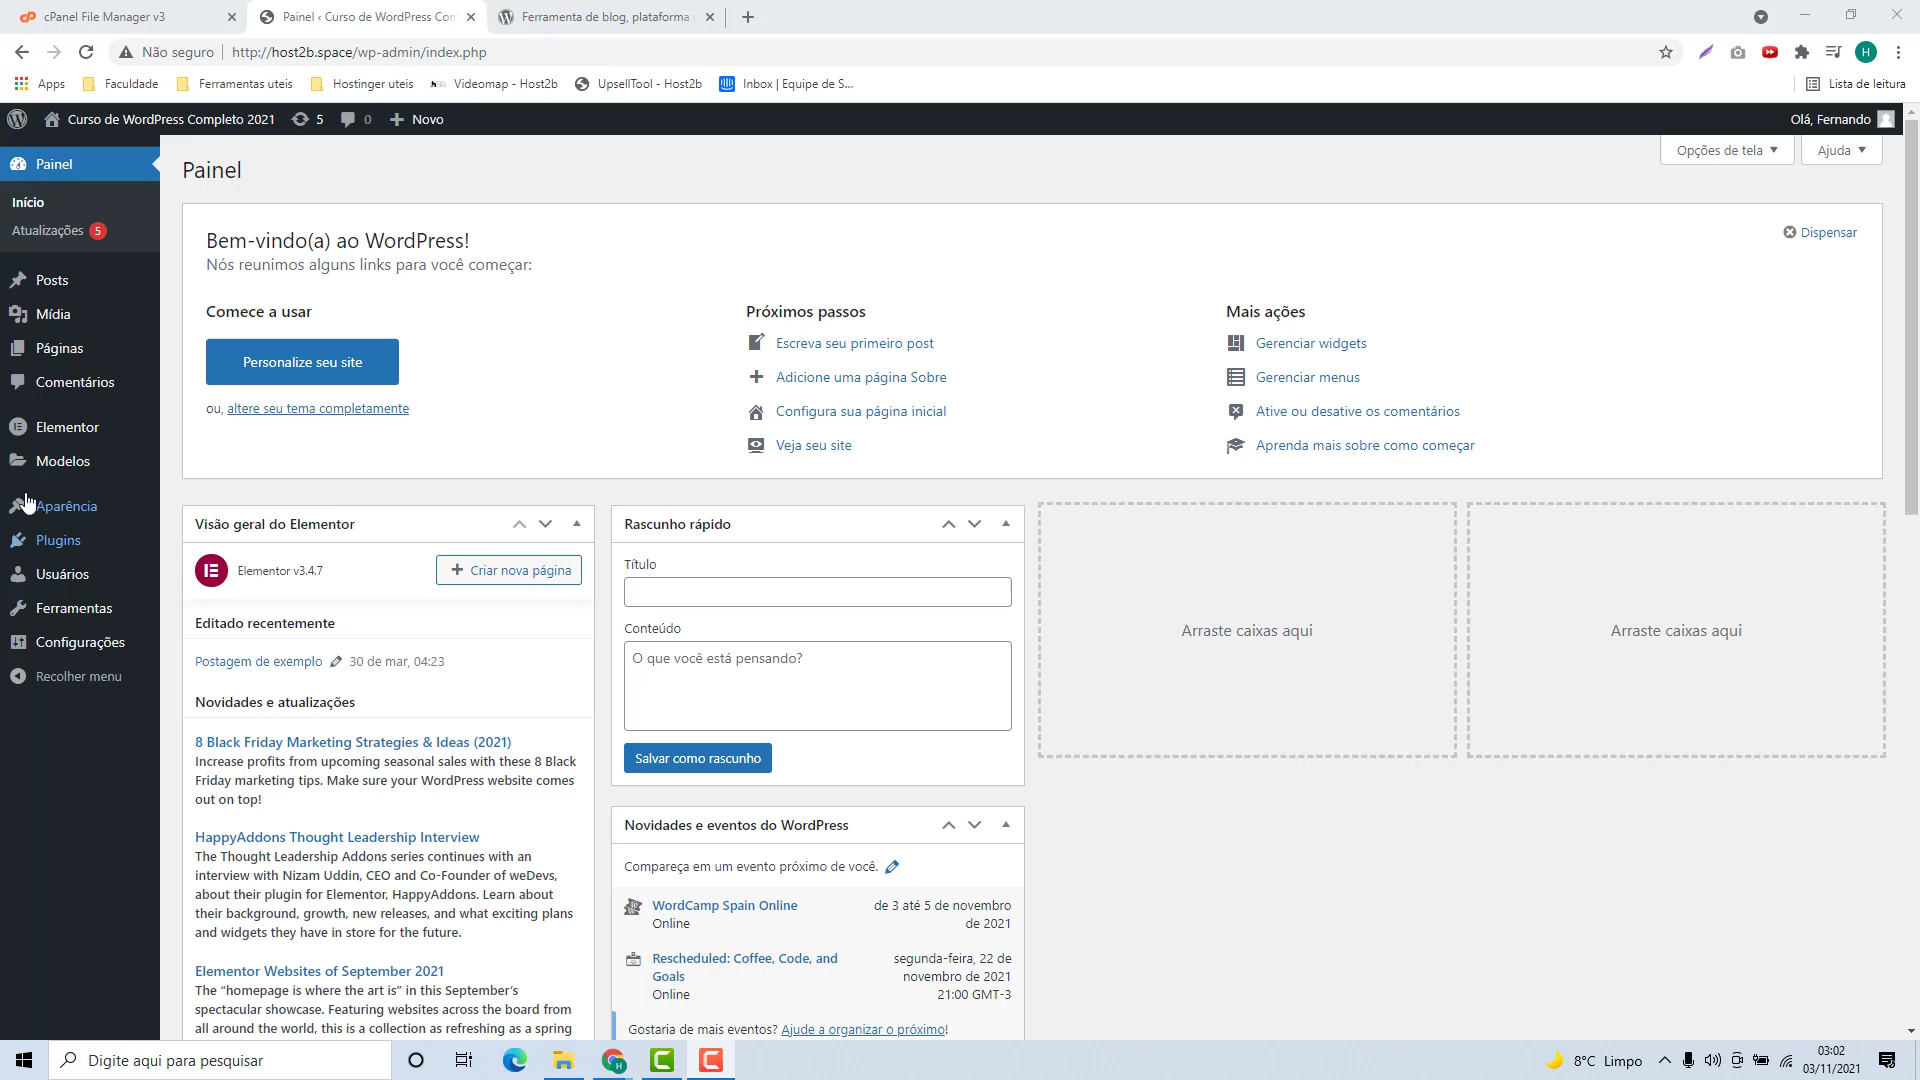 cPanel File Manager v3
Painel ‹ Curso de WordPress Com
Ferramenta de blog, plataforma
Não seguro
http://host2b.space/wp-admin/index.php
H
Apps
Faculdade
Ferramentas uteis
Hostinger uteis
Videomap - Host2b
UpsellTool - Host2b
Inbox | Equipe de S...
Lista de leitura
Curso de WordPress Completo 2021
5
0
Novo
Olá, Fernando
Painel
Início
Atualizações 5
Posts
Mídia
Páginas
Comentários
Elementor
Modelos
Aparência
Plugins
Usuários
Ferramentas
Configurações
Recolher menu
Painel
Opções de tela
Ajuda
Bem-vindo(a) ao WordPress!
Nós reunimos alguns links para você começar:
Dispensar
Comece a usar
Personalize seu site
ou, altere seu tema completamente
Próximos passos
Escreva seu primeiro post
Adicione uma página Sobre
Configura sua página inicial
Veja seu site
Mais ações
Gerenciar widgets
Gerenciar menus
Ative ou desative os comentários
Aprenda mais sobre como começar
Visão geral do Elementor
Elementor v3.4.7
Criar nova página
Editado recentemente
Postagem de exemplo 30 de mar, 04:23
Novidades e atualizações
8 Black Friday Marketing Strategies & Ideas (2021)
Increase profits from upcoming seasonal sales with these 8 Black
Friday marketing tips. Make sure your WordPress website comes
out on top!
HappyAddons Thought Leadership Interview
The Thought Leadership Addons series continues with an
interview with Nizam Uddin, CEO and Co-Founder of weDevs,
about their plugin for Elementor, HappyAddons. Learn about
their background, growth, new releases, and what exciting plans
and widgets they have in store for the future.
Elementor Websites of September 2021
The “homepage is where the art is” in this September’s
spectacular showcase. Featuring websites across the board from
all around the world, this is a collection as refreshing as a spring
Rascunho rápido
Título
Conteúdo
O que você está pensando?
Salvar como rascunho
Novidades e eventos do WordPress
Compareça em um evento próximo de você.
WordCamp Spain Online
Online
de 3 até 5 de novembro
de 2021
Rescheduled: Coffee, Code, and
Goals
Online
segunda-feira, 22 de
novembro de 2021
21:00 GMT-3
Gostaria de mais eventos? Ajude a organizar o próximo!
Arraste caixas aqui
Arraste caixas aqui
Digite aqui para pesquisar
8°C Limpo
03:02
03/11/2021